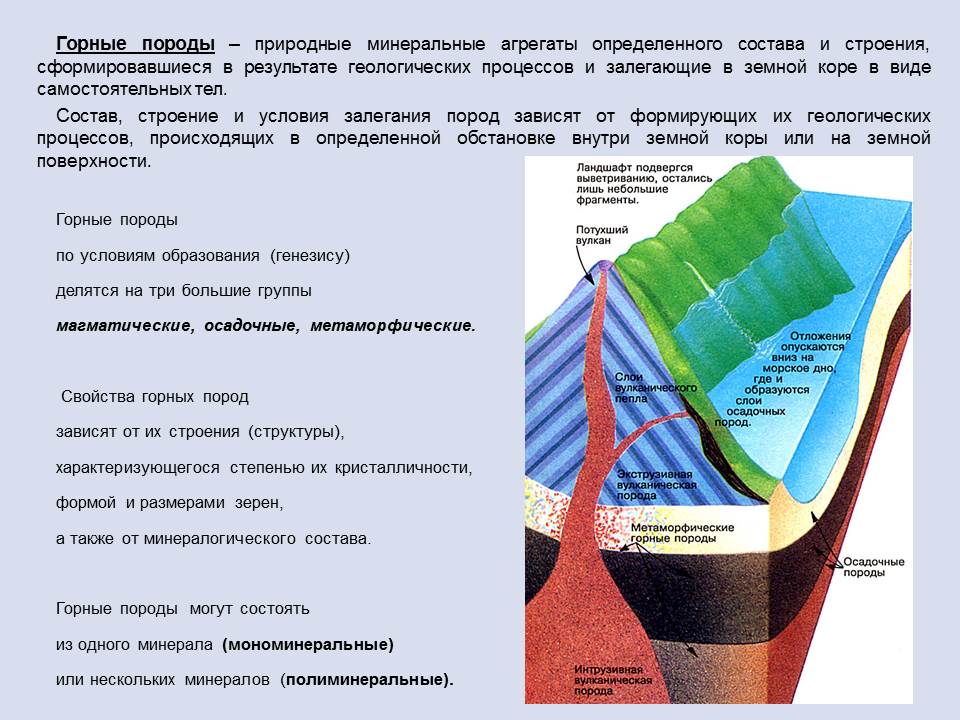 Горные породы – природные минеральные агрегаты определенного состава и строения,
сформировавшиеся в результате геологических процессов и залегающие в земной коре в виде
самостоятельных тел.
Состав, строение и условия залегания пород зависят от формирующих их геологических
процессов, происходящих в определенной обстановке внутри земной коры или на земной
поверхности.
Горные породы
по условиям образования (генезису)
делятся на три большие группы
магматические, осадочные, метаморфические.
Свойства горных пород
зависят от их строения (структуры),
характеризующегося степенью их кристалличности,
формой и размерами зерен,
а также от минералогического состава.
Горные породы могут состоять
из одного минерала (мономинеральные)
или нескольких минералов (полиминеральные).
Ландшафт подвергся
выветриванию, остались
лишь небольшие
фрагменты.
Потухший
вулкан
Отложения
опускаются
вниз на
морское дно,
где и
образуются
слои
осадочных
пород.
Слои
вулканического
пепла
Экструзивная
вулканическая
порода
Метаморфические
горные породы
Осадочные
породы
Интрузивная
вулканическая
порода